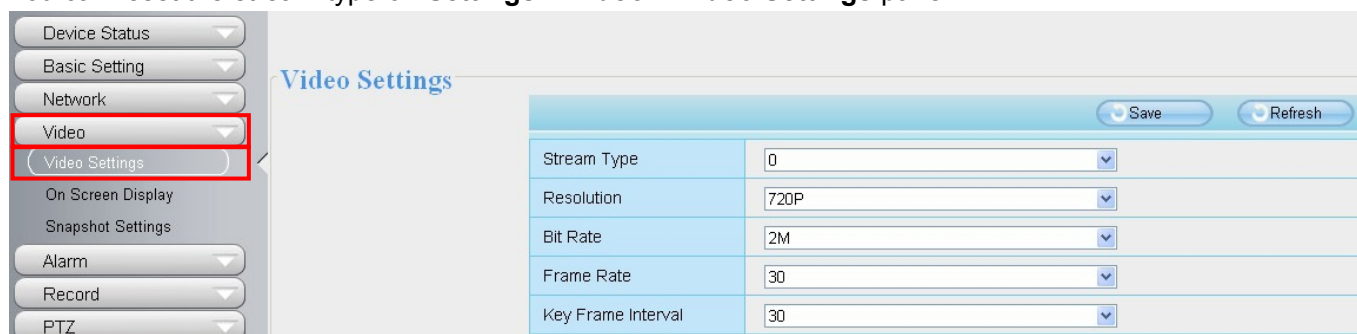 Device Status
Basic Setting
Network
Video
Video Settings
On Screen Display
Snapshot Settings
Alarm
Record
PTZ
Video Settings
Save Refresh
Stream Type 0
Resolution 720P
Bit Rate 2M
Frame Rate 30
Key Frame Interval 30